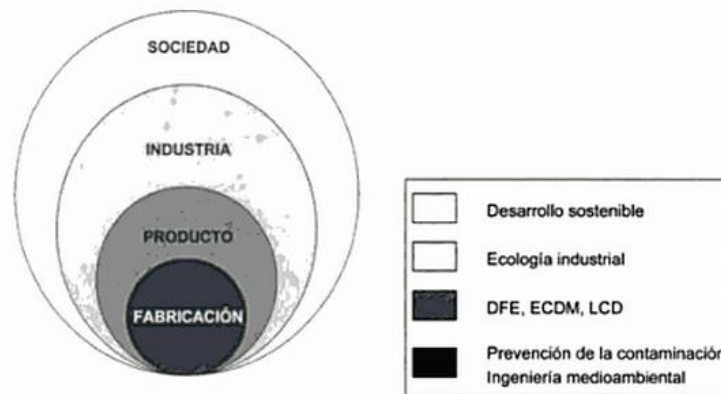 SOCIEDAD
INDUSTRIA
PRODUCTO
FABRICACIÓN
Desarrollo sostenible
Ecología industrial
DFE, ECDM, LCD
Prevención de la contaminación
Ingeniería medioambiental